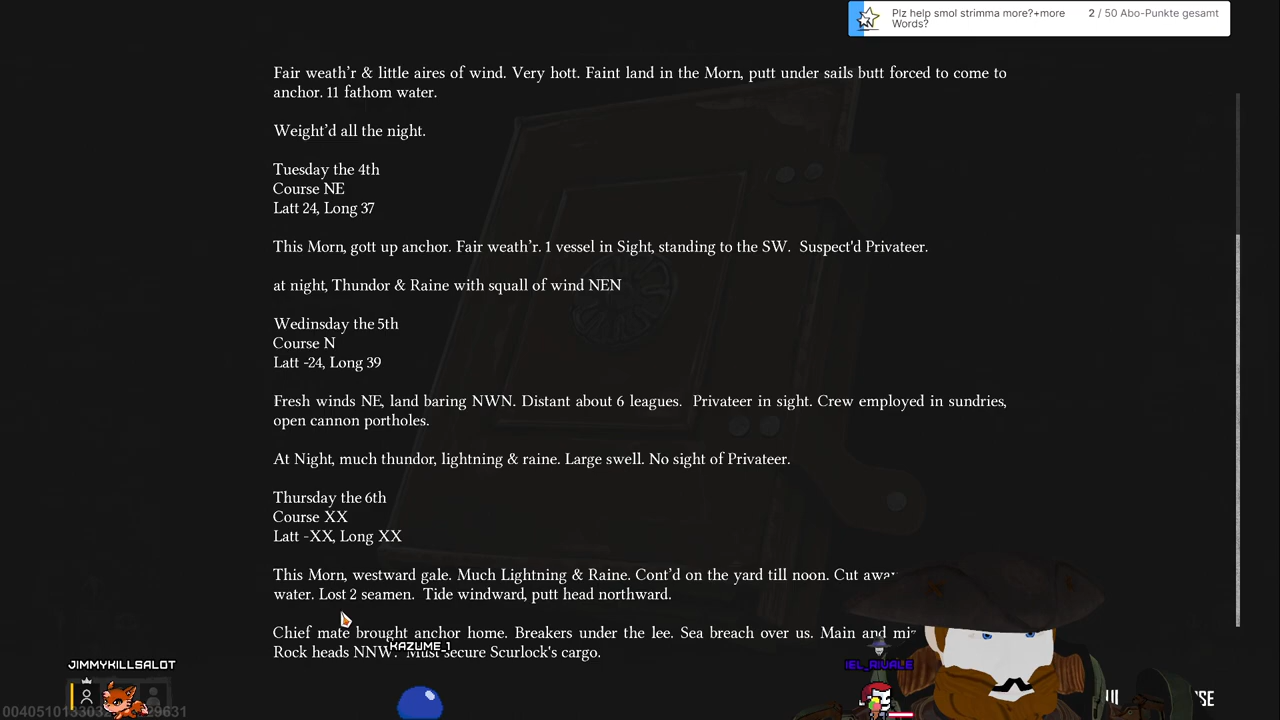 Plz help smol strimma more?+more
Words?
2 / 50 Abo-Punkte gesamt
Fair weath'r & little aires of wind. Very hott. Faint land in the Morn, putt under sails butt forced to come to
anchor. 11 fathom water.
Weight'd all the night.
Tuesday the 4th
Course NE
Latt 24, Long 37
This Morn, gott up anchor. Fair weath'r. 1 vessel in Sight, standing to the SW.  Suspect'd Privateer.
at night, Thundor & Raine with squall of wind NEN
Wedinsday the 5th
Course N
Latt -24, Long 39
Fresh winds NE, land baring NWN. Distant about 6 leagues.  Privateer in sight. Crew employed in sundries,
open cannon portholes.
At Night, much thundor, lightning & raine. Large swell. No sight of Privateer.
Thursday the 6th
Course XX
Latt -XX, Long XX
This Morn, westward gale. Much Lightning & Raine. Cont'd on the yard till noon. Cut
water. Lost 2 seamen.  Tide windward, putt head northward.
Chief mate brought anchor home. Breakers under the lee. Sea breach over us. Main and
Rock heads NNW.  Must secure Scurlock's cargo.
KAZUME_1
JIMMYKILLSALOT
IEL_RIVALE